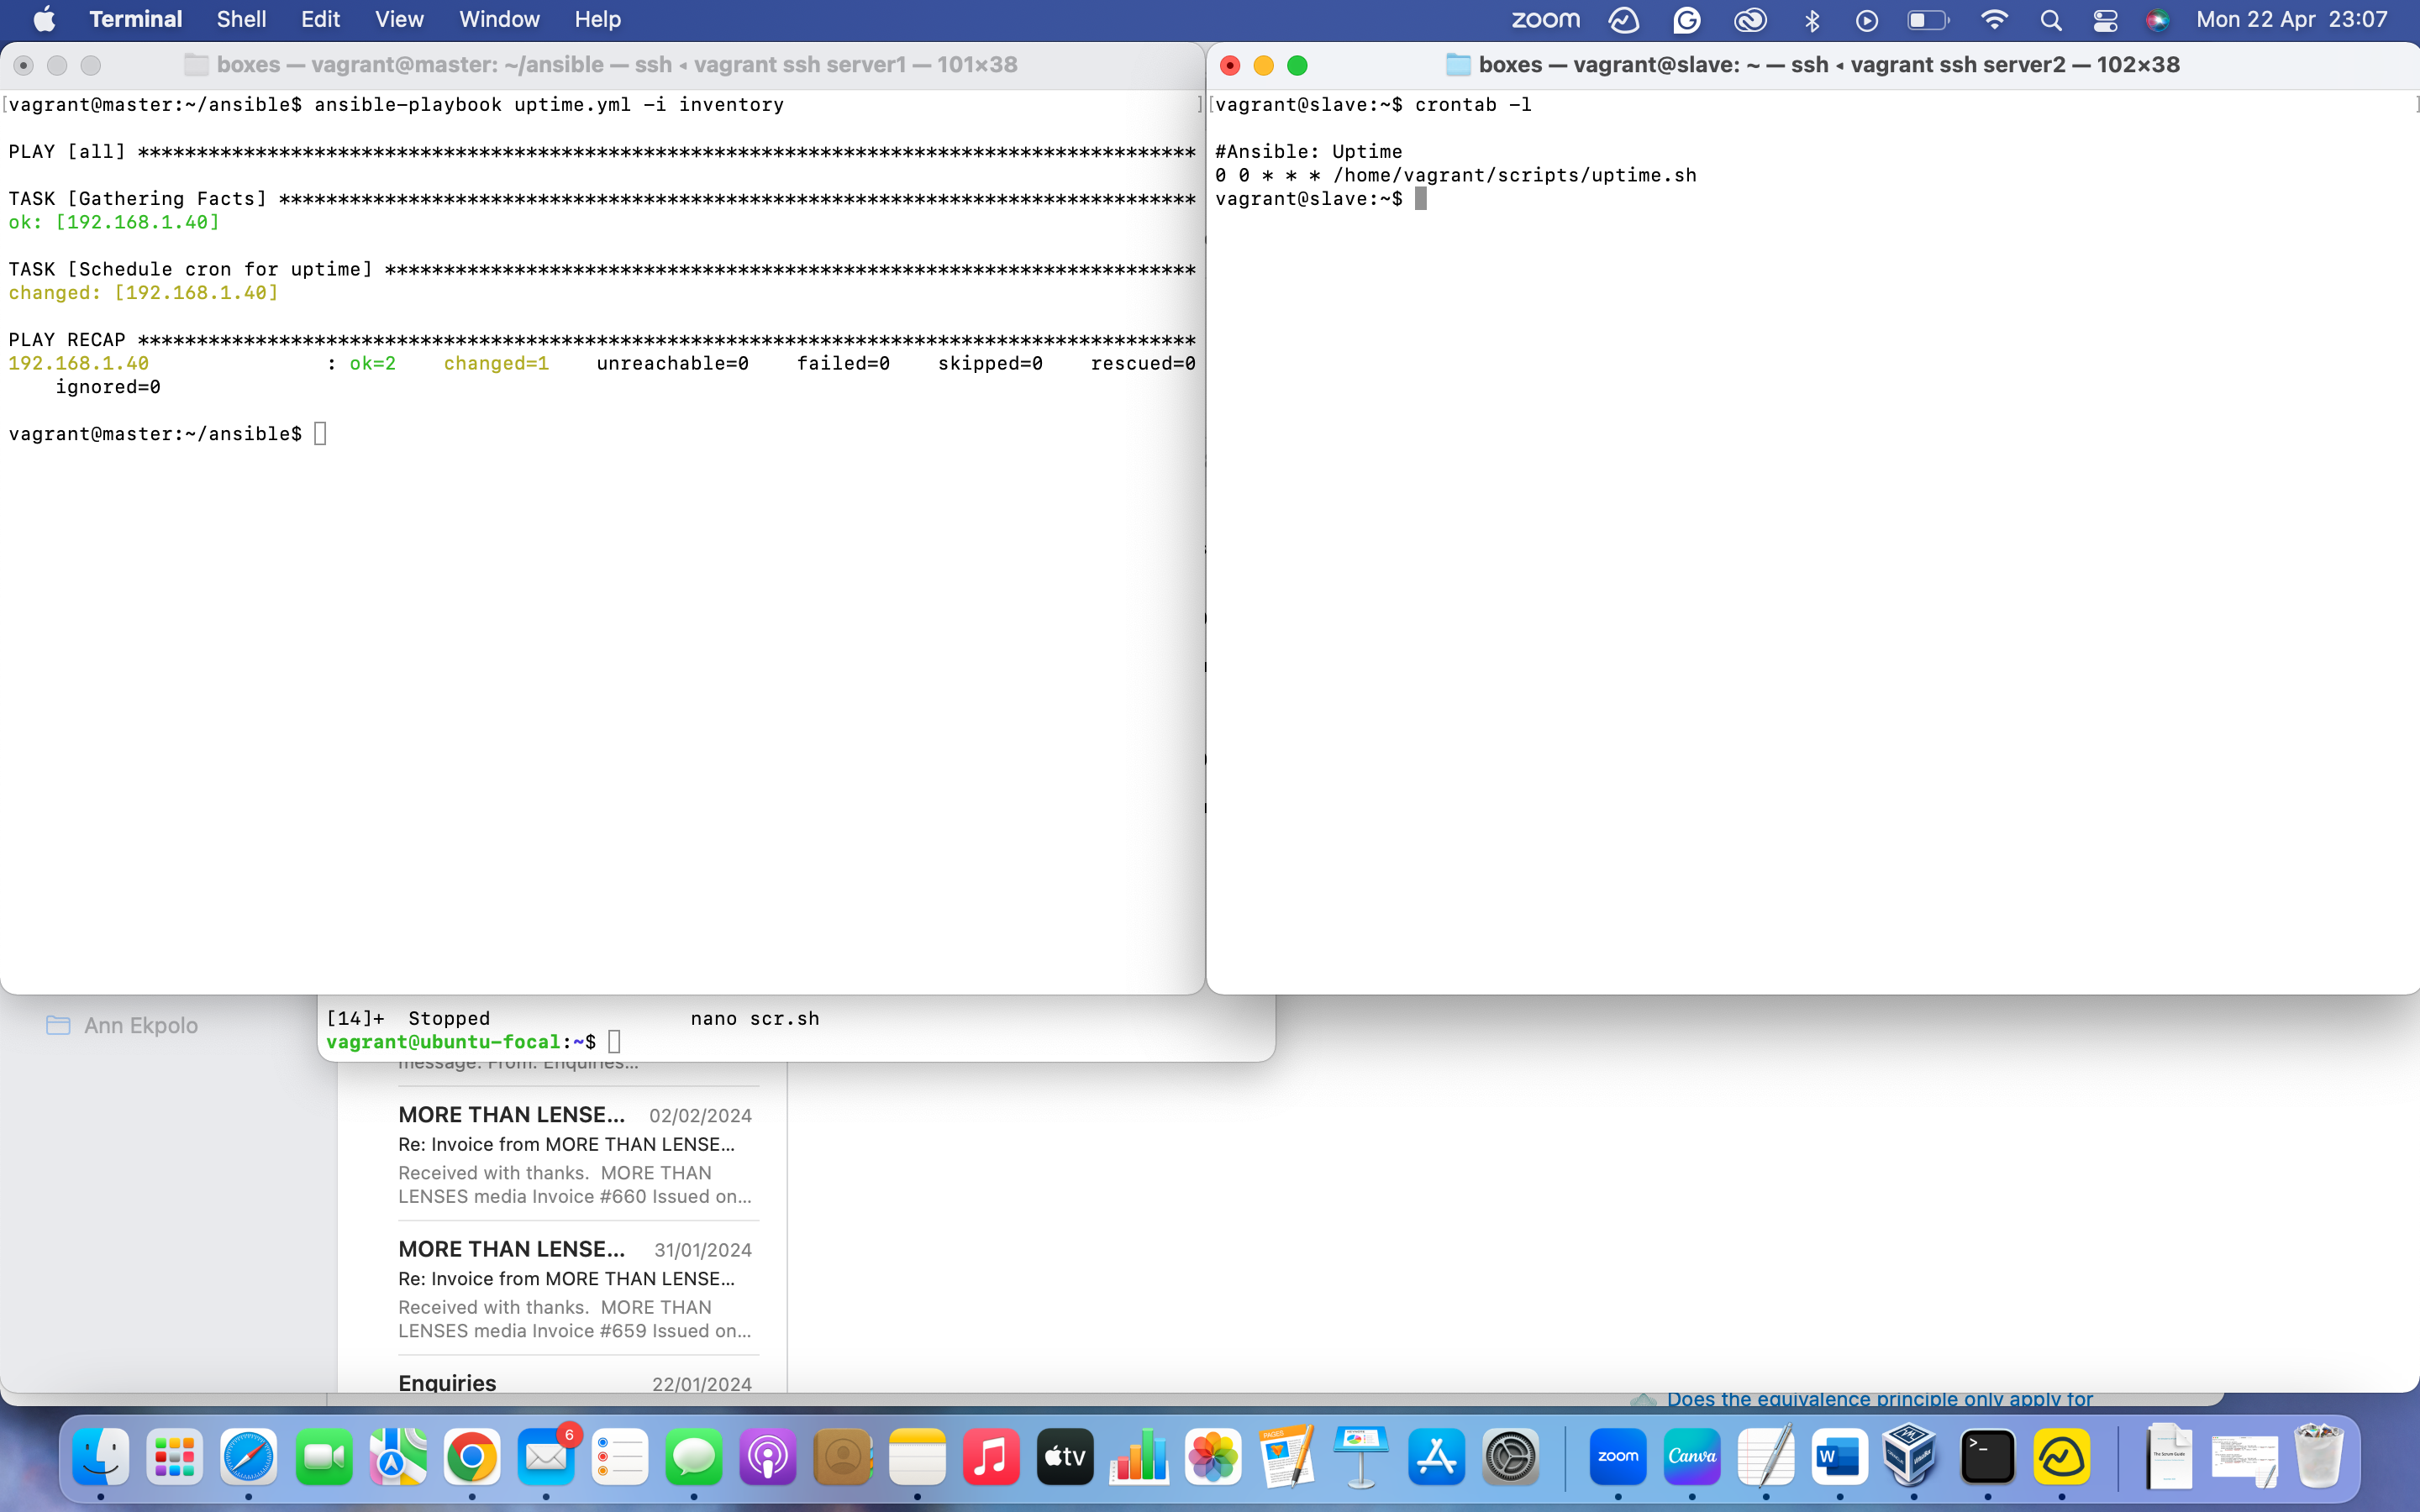 Terminal Shell Edit View Window Help zoom Mon 22 Apr 23:07
boxes — vagrant@master: ~/ansible — ssh ◂ vagrant ssh server1 — 101×38
[vagrant@master:~/ansible$ ansible-playbook uptime.yml -i inventory ]
PLAY [all] ******************************************************************************************
TASK [Gathering Facts] ******************************************************************************
ok: [192.168.1.40]
TASK [Schedule cron for uptime] *********************************************************************
changed: [192.168.1.40]
PLAY RECAP ******************************************************************************************
192.168.1.40 : ok=2 changed=1 unreachable=0 failed=0 skipped=0 rescued=0
ignored=0
vagrant@master:~/ansible$
boxes — vagrant@slave: ~ — ssh ◂ vagrant ssh server2 — 102×38
[vagrant@slave:~$ crontab -l ]
#Ansible: Uptime
0 0 * * * /home/vagrant/scripts/uptime.sh
vagrant@slave:~$
Ann Ekpolo
[14]+ Stopped nano scr.sh
vagrant@ubuntu-focal:~$
message. From: Enquiries...
MORE THAN LENSE... 02/02/2024
Re: Invoice from MORE THAN LENSE...
Received with thanks. MORE THAN
LENSES media Invoice #660 Issued on...
MORE THAN LENSE... 31/01/2024
Re: Invoice from MORE THAN LENSE...
Received with thanks. MORE THAN
LENSES media Invoice #659 Issued on...
Enquiries 22/01/2024
Does the equivalence principle only apply for
6
tv
PAGES
zoom
Canva
W
>_